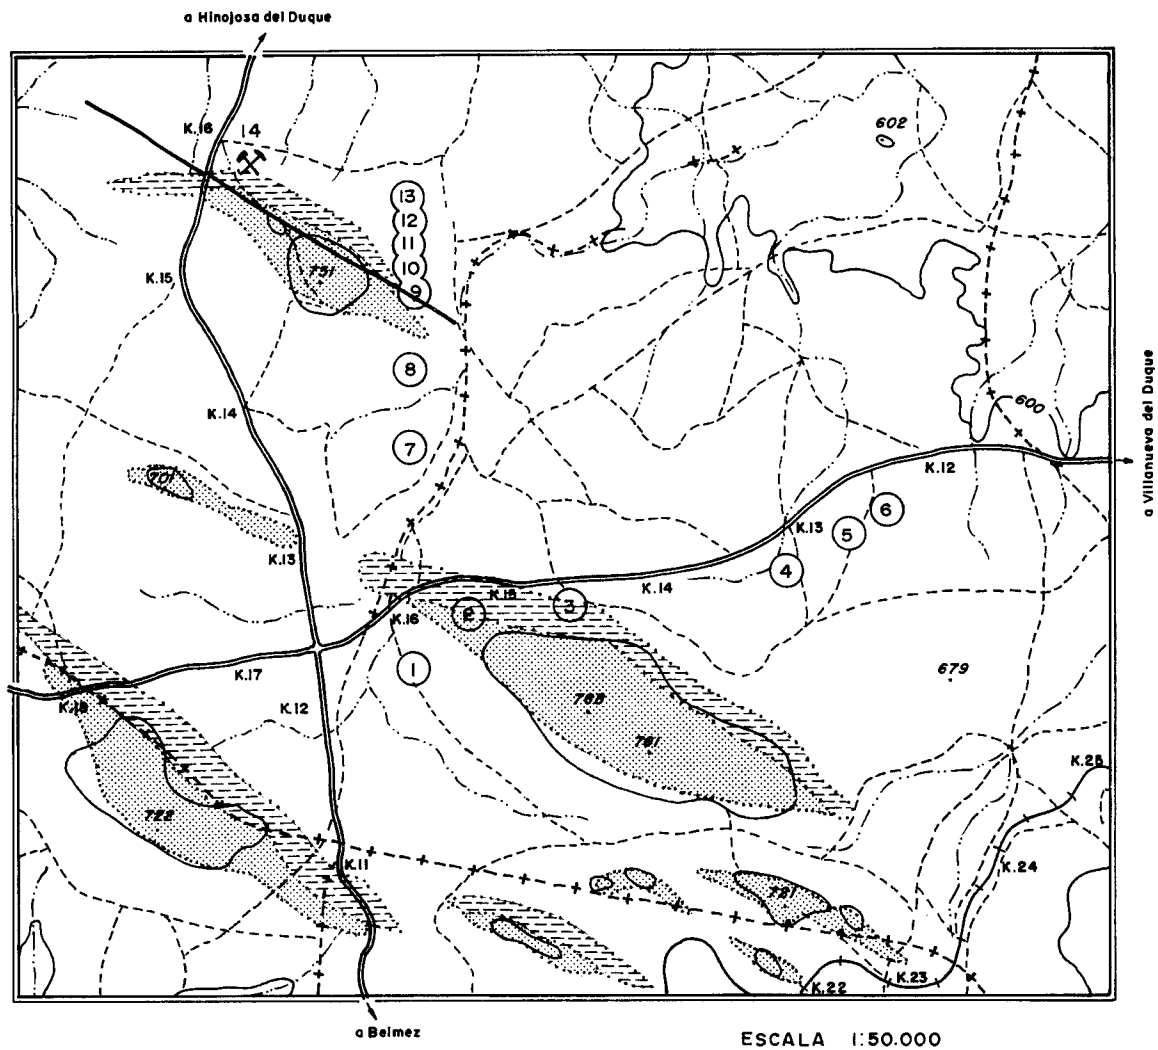 a Hinojosa del Duque
K.16
14
602
13
12
11
10
9
751
K.15
8
K.14
600
7
K.12
701
6
5
K.13
K.13
4
K.14
K.15
3
2
K.16
1
679
K.17
K.18
K.12
768
761
K.25
722
K.11
K.24
721
K.23
K.22
a Villanueva del Duque
a Belmez
ESCALA 1:50.000